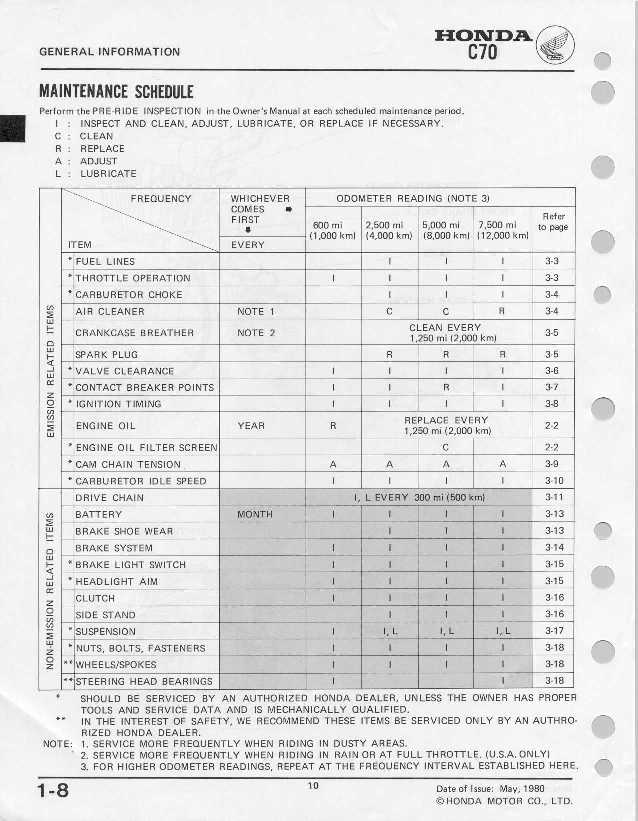 GENERAL INFORMATION
HONDA
C70
MAINTENANCE SCHEDULE
Perform the PRE-RIDE INSPECTION in the Owner's Manual at each scheduled maintenance period.
I : INSPECT AND CLEAN, ADJUST, LUBRICATE, OR REPLACE IF NECESSARY.
C : CLEAN
R : REPLACE
A : ADJUST
L : LUBRICATE
FREQUENCY WHICHEVER COMES FIRST ODOMETER READING (NOTE 3) Refer to page
ITEM EVERY 600 mi (1,000 km) 2,500 mi (4,000 km) 5,000 mi (8,000 km) 7,500 mi (12,000 km)
EMISSION RELATED ITEMS
* FUEL LINES I I I 3-3
* THROTTLE OPERATION I I I I 3-3
* CARBURETOR CHOKE I I I 3-4
AIR CLEANER NOTE 1 C C R 3-4
CRANKCASE BREATHER NOTE 2 CLEAN EVERY 1,250 mi (2,000 km) 3-5
SPARK PLUG R R R 3-5
* VALVE CLEARANCE I I I I 3-6
* CONTACT BREAKER POINTS I I R I 3-7
* IGNITION TIMING I I I I 3-8
ENGINE OIL YEAR R REPLACE EVERY 1,250 mi (2,000 km) 2-2
* ENGINE OIL FILTER SCREEN C 2-2
* CAM CHAIN TENSION A A A A 3-9
* CARBURETOR IDLE SPEED I I I I 3-10
NON-EMISSION RELATED ITEMS
DRIVE CHAIN I, L EVERY 300 mi (500 km) 3-11
BATTERY MONTH I I I I 3-13
BRAKE SHOE WEAR I I I 3-13
BRAKE SYSTEM I I I I 3-14
* BRAKE LIGHT SWITCH I I I I 3-15
* HEADLIGHT AIM I I I I 3-15
CLUTCH I I I I 3-16
SIDE STAND I I I 3-16
* SUSPENSION I I, L I, L I, L 3-17
* NUTS, BOLTS, FASTENERS I I I I 3-18
** WHEELS/SPOKES I I I I 3-18
** STEERING HEAD BEARINGS I I 3-18
* SHOULD BE SERVICED BY AN AUTHORIZED HONDA DEALER, UNLESS THE OWNER HAS PROPER
TOOLS AND SERVICE DATA AND IS MECHANICALLY QUALIFIED.
** IN THE INTEREST OF SAFETY, WE RECOMMEND THESE ITEMS BE SERVICED ONLY BY AN AUTHRO-
RIZED HONDA DEALER.
NOTE: 1. SERVICE MORE FREQUENTLY WHEN RIDING IN DUSTY AREAS.
2. SERVICE MORE FREQUENTLY WHEN RIDING IN RAIN OR AT FULL THROTTLE. (U.S.A. ONLY)
3. FOR HIGHER ODOMETER READINGS, REPEAT AT THE FREQUENCY INTERVAL ESTABLISHED HERE.
1-8
10
Date of Issue: May, 1980
© HONDA MOTOR CO., LTD.